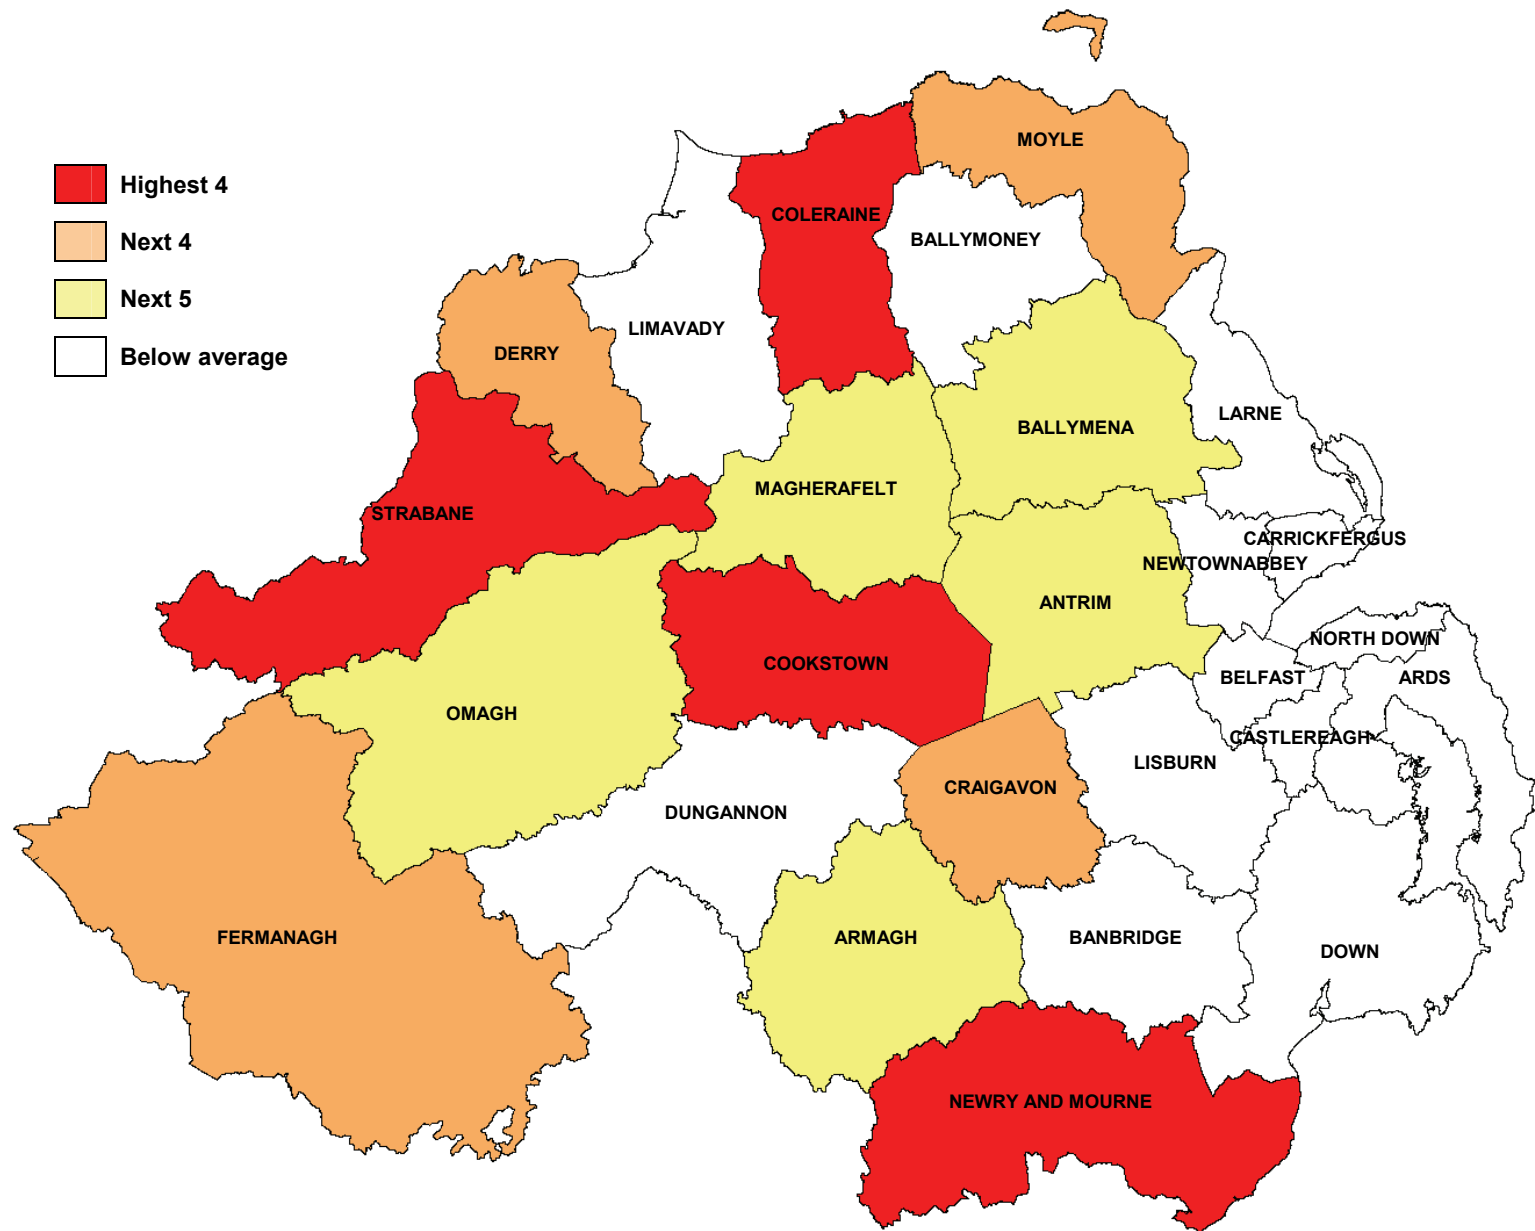 Highest 4
Next 4
Next 5
Below average
MOYLE
COLERAINE
BALLYMONEY
LIMAVADY
DERRY
LARNE
BALLYMENA
MAGHERAFELT
STRABANE
CARRICKFERGUS
NEWTOWNABBEY
ANTRIM
NORTH DOWN
COOKSTOWN
BELFAST
ARDS
OMAGH
CASTLEREAGH
LISBURN
CRAIGAVON
DUNGANNON
FERMANAGH
ARMAGH
BANBRIDGE
DOWN
NEWRY AND MOURNE